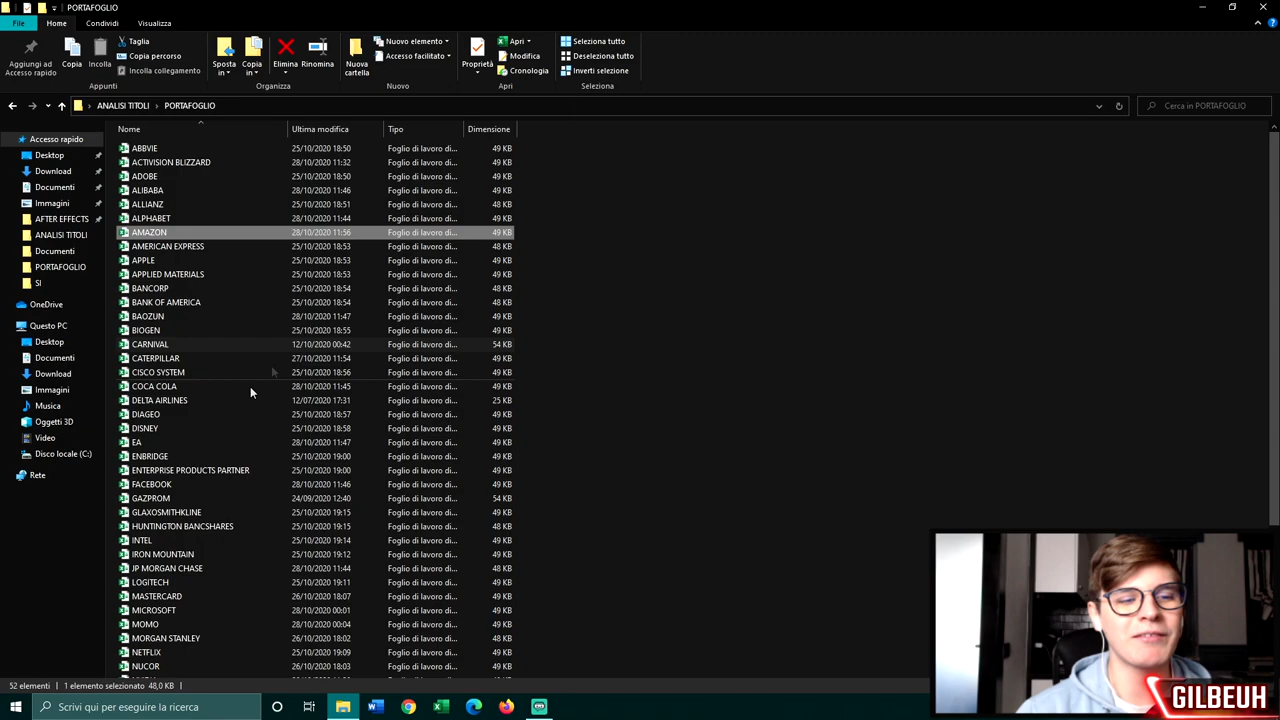 PORTAFOGLIO
File Home Condividi Visualizza
Aggiungi ad Accesso rapido
Copia
Incolla
Taglia
Copia percorso
Incolla collegamento
Appunti
Sposta in
Copia in
Elimina
Rinomina
Organizza
Nuova cartella
Nuovo elemento
Accesso facilitato
Nuovo
Proprietà
Apri
Modifica
Cronologia
Apri
Seleziona tutto
Deseleziona tutto
Inverti selezione
Seleziona
ANALISI TITOLI > PORTAFOGLIO
Cerca in PORTAFOGLIO
Accesso rapido
Desktop
Download
Documenti
Immagini
AFTER EFFECTS
ANALISI TITOLI
Documenti
PORTAFOGLIO
SI
OneDrive
Questo PC
Desktop
Documenti
Download
Immagini
Musica
Oggetti 3D
Video
Disco locale (C:)
Rete
Nome Ultima modifica Tipo Dimensione
ABBVIE 25/10/2020 18:50 Foglio di lavoro di... 49 KB
ACTIVISION BLIZZARD 28/10/2020 11:32 Foglio di lavoro di... 49 KB
ADOBE 25/10/2020 18:50 Foglio di lavoro di... 49 KB
ALIBABA 28/10/2020 11:46 Foglio di lavoro di... 49 KB
ALLIANZ 25/10/2020 18:51 Foglio di lavoro di... 48 KB
ALPHABET 28/10/2020 11:44 Foglio di lavoro di... 49 KB
AMAZON 28/10/2020 11:56 Foglio di lavoro di... 49 KB
AMERICAN EXPRESS 25/10/2020 18:53 Foglio di lavoro di... 48 KB
APPLE 25/10/2020 18:53 Foglio di lavoro di... 49 KB
APPLIED MATERIALS 25/10/2020 18:53 Foglio di lavoro di... 49 KB
BANCORP 25/10/2020 18:54 Foglio di lavoro di... 48 KB
BANK OF AMERICA 25/10/2020 18:54 Foglio di lavoro di... 48 KB
BAOZUN 28/10/2020 11:47 Foglio di lavoro di... 49 KB
BIOGEN 25/10/2020 18:55 Foglio di lavoro di... 49 KB
CARNIVAL 12/10/2020 00:42 Foglio di lavoro di... 54 KB
CATERPILLAR 27/10/2020 11:54 Foglio di lavoro di... 49 KB
CISCO SYSTEM 25/10/2020 18:56 Foglio di lavoro di... 49 KB
COCA COLA 28/10/2020 11:45 Foglio di lavoro di... 49 KB
DELTA AIRLINES 12/07/2020 17:31 Foglio di lavoro di... 25 KB
DIAGEO 25/10/2020 18:57 Foglio di lavoro di... 49 KB
DISNEY 25/10/2020 18:58 Foglio di lavoro di... 49 KB
EA 28/10/2020 11:47 Foglio di lavoro di... 49 KB
ENBRIDGE 25/10/2020 19:00 Foglio di lavoro di... 49 KB
ENTERPRISE PRODUCTS PARTNER 25/10/2020 19:00 Foglio di lavoro di... 49 KB
FACEBOOK 28/10/2020 11:46 Foglio di lavoro di... 49 KB
GAZPROM 24/09/2020 12:40 Foglio di lavoro di... 54 KB
GLAXOSMITHKLINE 25/10/2020 19:15 Foglio di lavoro di... 49 KB
HUNTINGTON BANCSHARES 25/10/2020 19:15 Foglio di lavoro di... 48 KB
INTEL 25/10/2020 19:14 Foglio di lavoro di... 49 KB
IRON MOUNTAIN 25/10/2020 19:12 Foglio di lavoro di... 49 KB
JP MORGAN CHASE 28/10/2020 11:44 Foglio di lavoro di... 48 KB
LOGITECH 25/10/2020 19:11 Foglio di lavoro di... 49 KB
MASTERCARD 26/10/2020 18:07 Foglio di lavoro di... 49 KB
MICROSOFT 28/10/2020 00:01 Foglio di lavoro di... 49 KB
MOMO 28/10/2020 00:04 Foglio di lavoro di... 49 KB
MORGAN STANLEY 26/10/2020 18:02 Foglio di lavoro di... 48 KB
NETFLIX 25/10/2020 19:09 Foglio di lavoro di... 49 KB
NUCOR 26/10/2020 18:03 Foglio di lavoro di... 49 KB
52 elementi 1 elemento selezionato 48,0 KB
Scrivi qui per eseguire la ricerca
GILBEUH